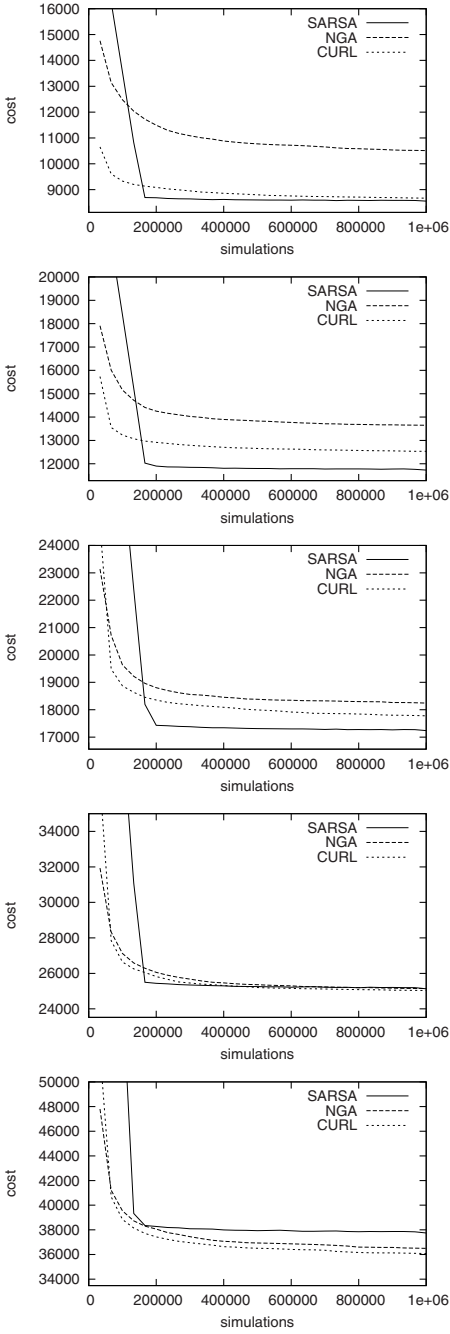 16000
15000
14000
13000
12000
11000
10000
9000
cost
SARSA
NGA
CURL
0 200000 400000 600000 800000 1e+06
simulations
20000
19000
18000
17000
16000
15000
14000
13000
12000
cost
SARSA
NGA
CURL
0 200000 400000 600000 800000 1e+06
simulations
24000
23000
22000
21000
20000
19000
18000
17000
cost
SARSA
NGA
CURL
0 200000 400000 600000 800000 1e+06
simulations
34000
32000
30000
28000
26000
24000
cost
SARSA
NGA
CURL
0 200000 400000 600000 800000 1e+06
simulations
50000
48000
46000
44000
42000
40000
38000
36000
34000
cost
SARSA
NGA
CURL
0 200000 400000 600000 800000 1e+06
simulations